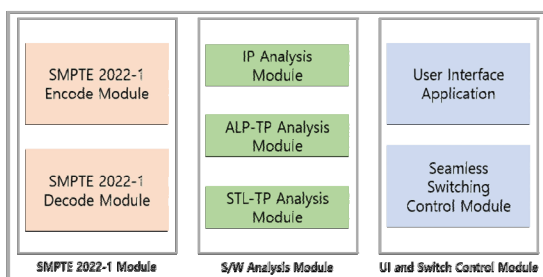 SMPTE 2022-1
Encode Module
SMPTE 2022-1
Decode Module
SMPTE 2022-1 Module
IP Analysis
Module
ALP-TP Analysis
Module
STL-TP Analysis
Module
S/W Analysis Module
User Interface
Application
Seamless
Switching
Control Module
UI and Switch Control Module